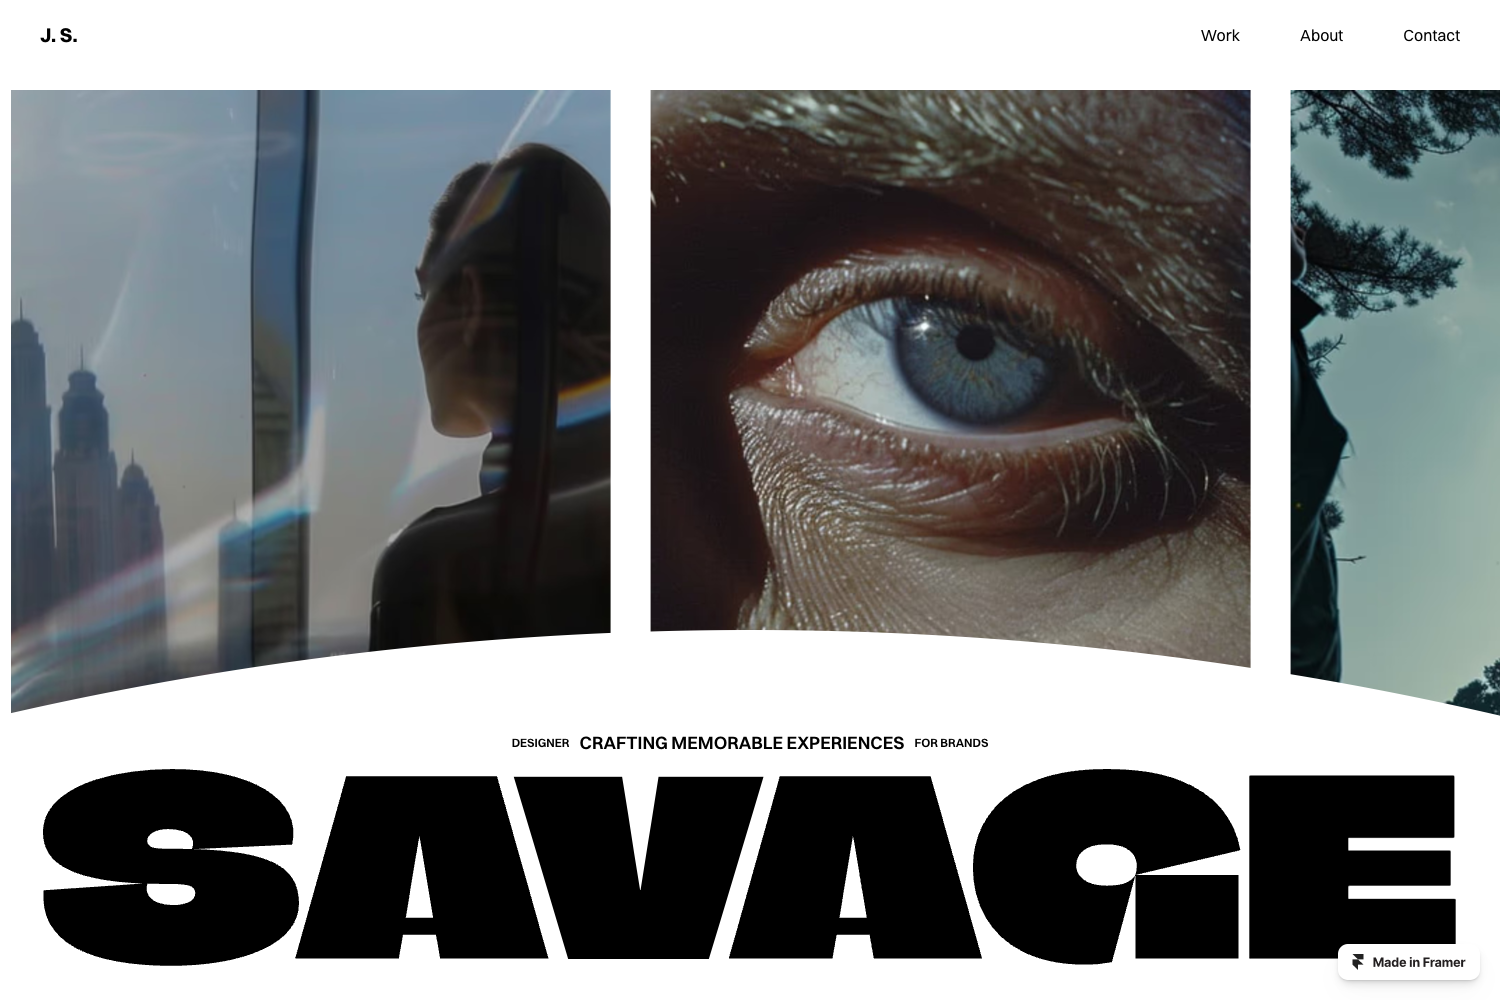 J. S.
Work About Contact
DESIGNER CRAFTING MEMORABLE EXPERIENCES FOR BRANDS
SAVAGE
Made in Framer